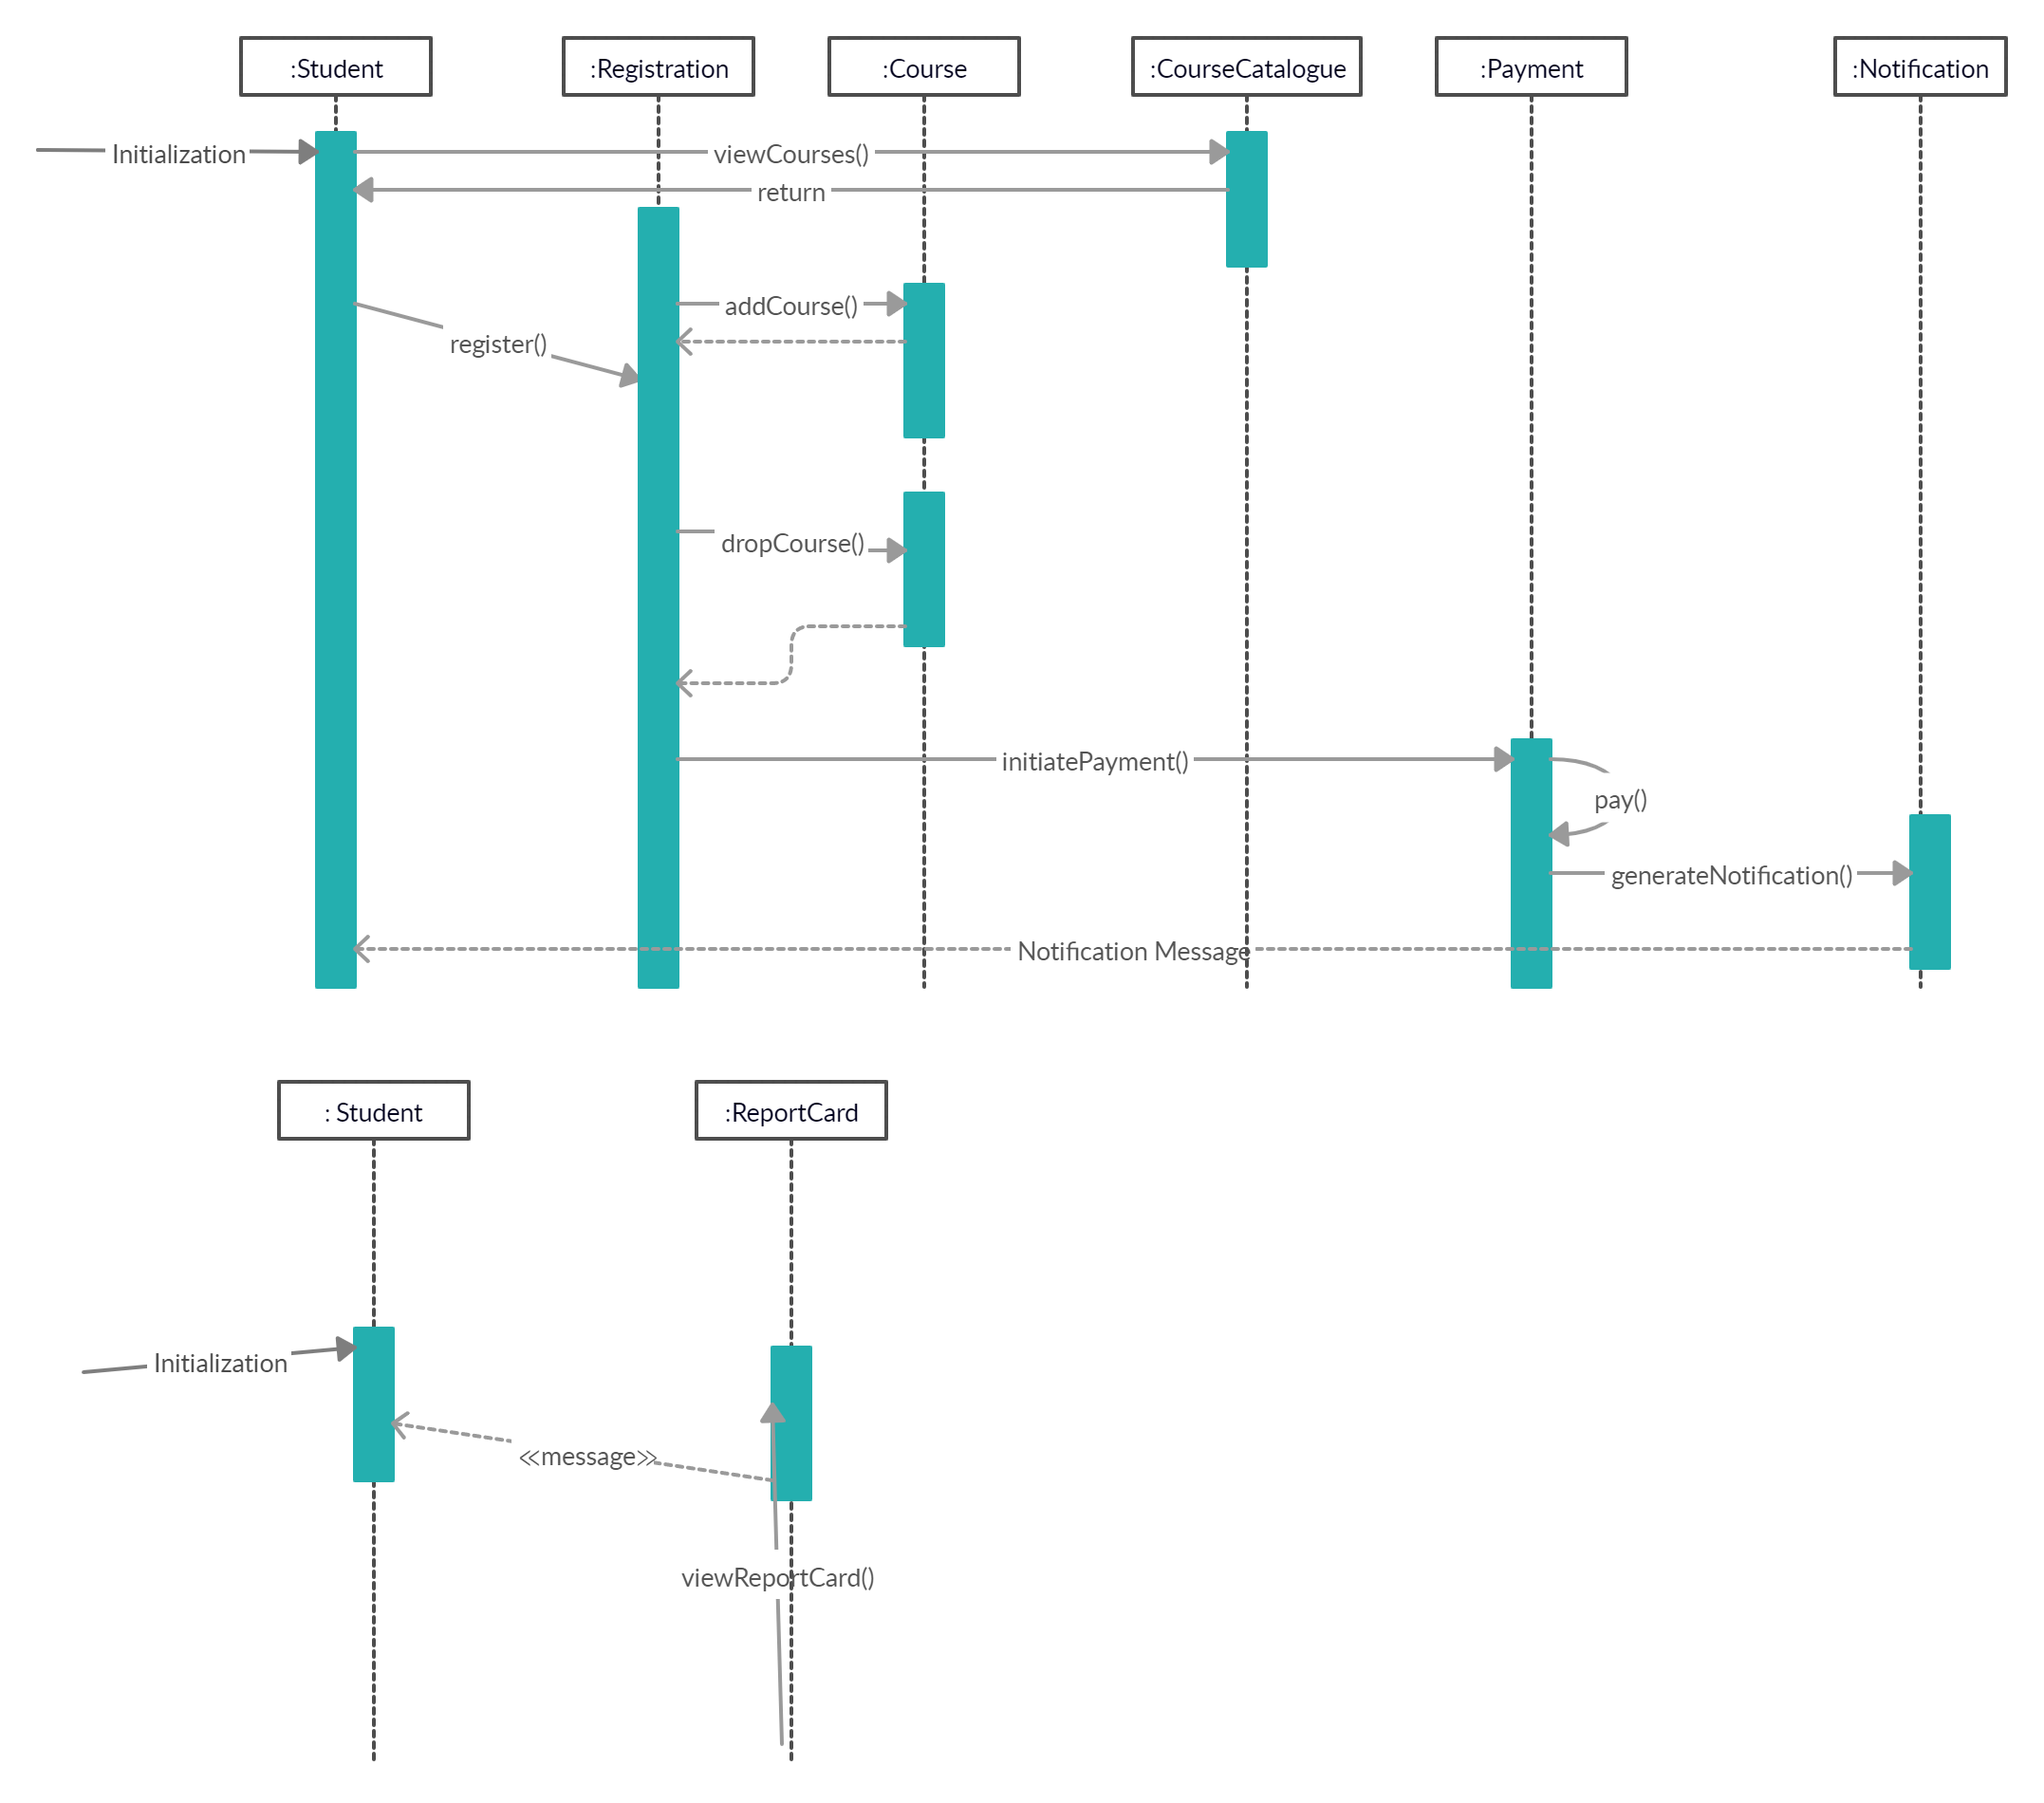 :Student
:Registration
:Course
:CourseCatalogue
:Payment
:Notification
Initialization
viewCourses()
return
addCourse()
register()
dropCourse()
initiatePayment()
pay()
generateNotification()
Notification Message
: Student
:ReportCard
Initialization
≪message≫
viewReportCard()